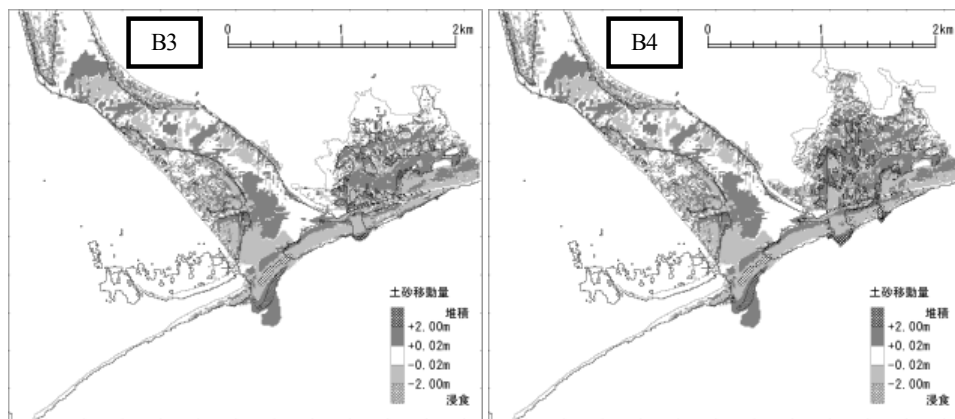 B3
0 1 2km
土砂移動量
堆積
+2.00m
+0.02m
-0.02m
-2.00m
浸食
B4
0 1 2km
土砂移動量
堆積
+2.00m
+0.02m
-0.02m
-2.00m
浸食